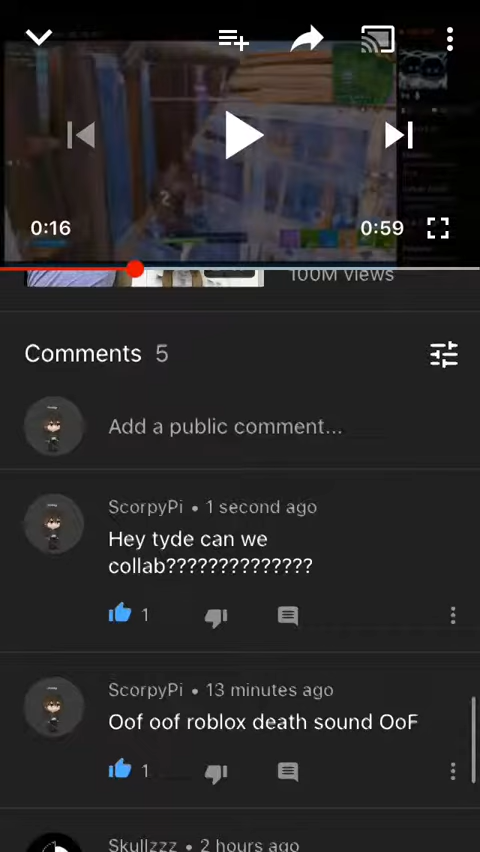 0:16
0:59
100M views
Comments 5
Add a public comment...
ScorpyPi • 1 second ago
Hey tyde can we
collab??????????????
1
ScorpyPi • 13 minutes ago
Oof oof roblox death sound OoF
1
Skullzzz • 2 hours ago